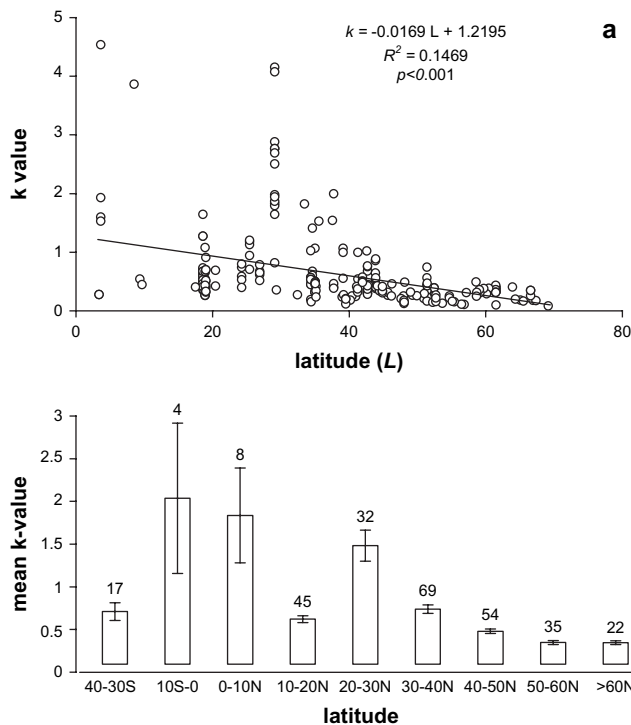 k = -0.0169 L + 1.2195
R² = 0.1469
p<0.001
a
5
4
3
2
1
0
k value
0 20 40 60 80
latitude (L)
3
2.5
2
1.5
1
0.5
0
mean k-value
17 4 8 45 32 69 54 35 22
40-30S 10S-0 0-10N 10-20N 20-30N 30-40N 40-50N 50-60N >60N
latitude